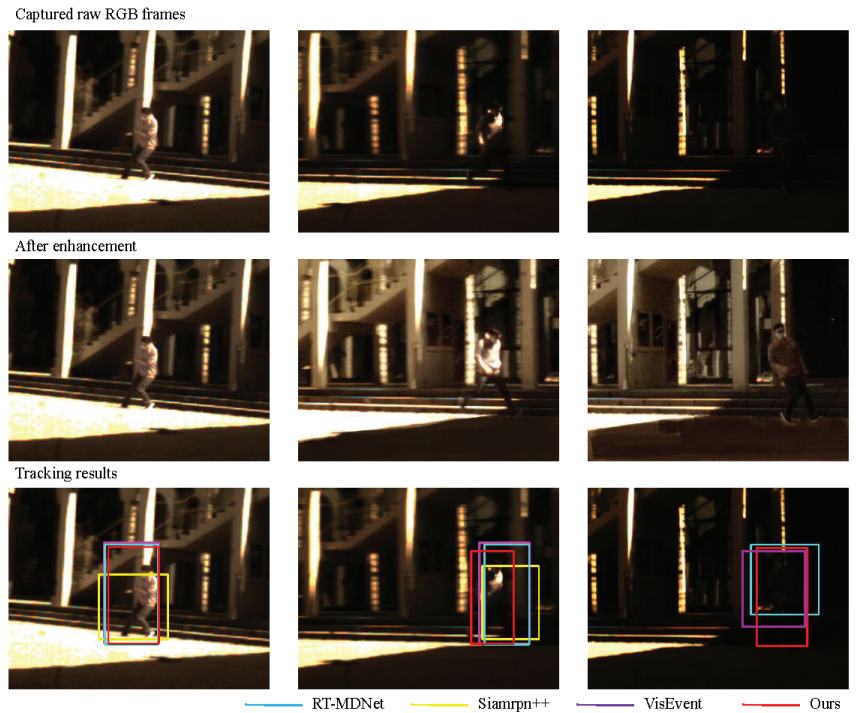 Captured raw RGB frames
After enhancement
Tracking results
RT-MDNet Siamrpn++ VisEvent Ours